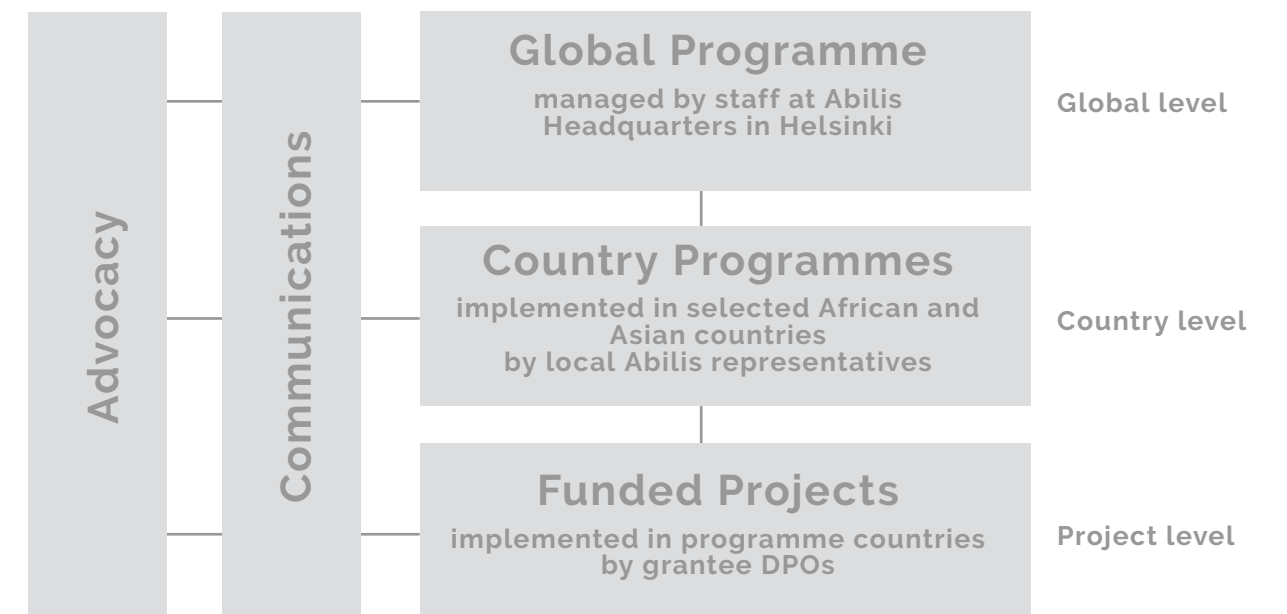 Advocacy
Communications
Global Programme
managed by staff at Abilis
Headquarters in Helsinki
Global level
Country Programmes
implemented in selected African and
Asian countries
by local Abilis representatives
Country level
Funded Projects
implemented in programme countries
by grantee DPOs
Project level